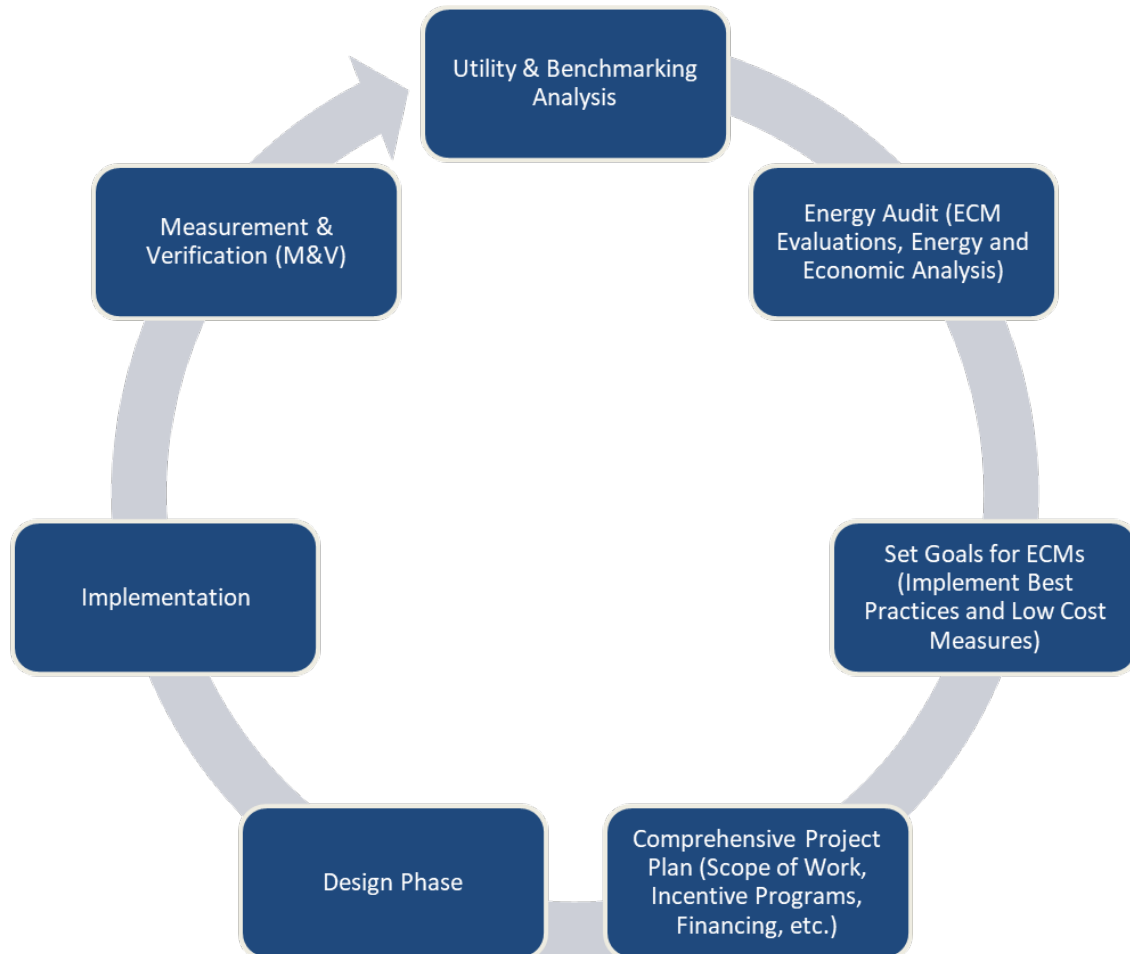 Utility & Benchmarking
Analysis
Energy Audit (ECM
Evaluations, Energy and
Economic Analysis)
Set Goals for ECMs
(Implement Best
Practices and Low Cost
Measures)
Comprehensive Project
Plan (Scope of Work,
Incentive Programs,
Financing, etc.)
Design Phase
Implementation
Measurement &
Verification (M&V)